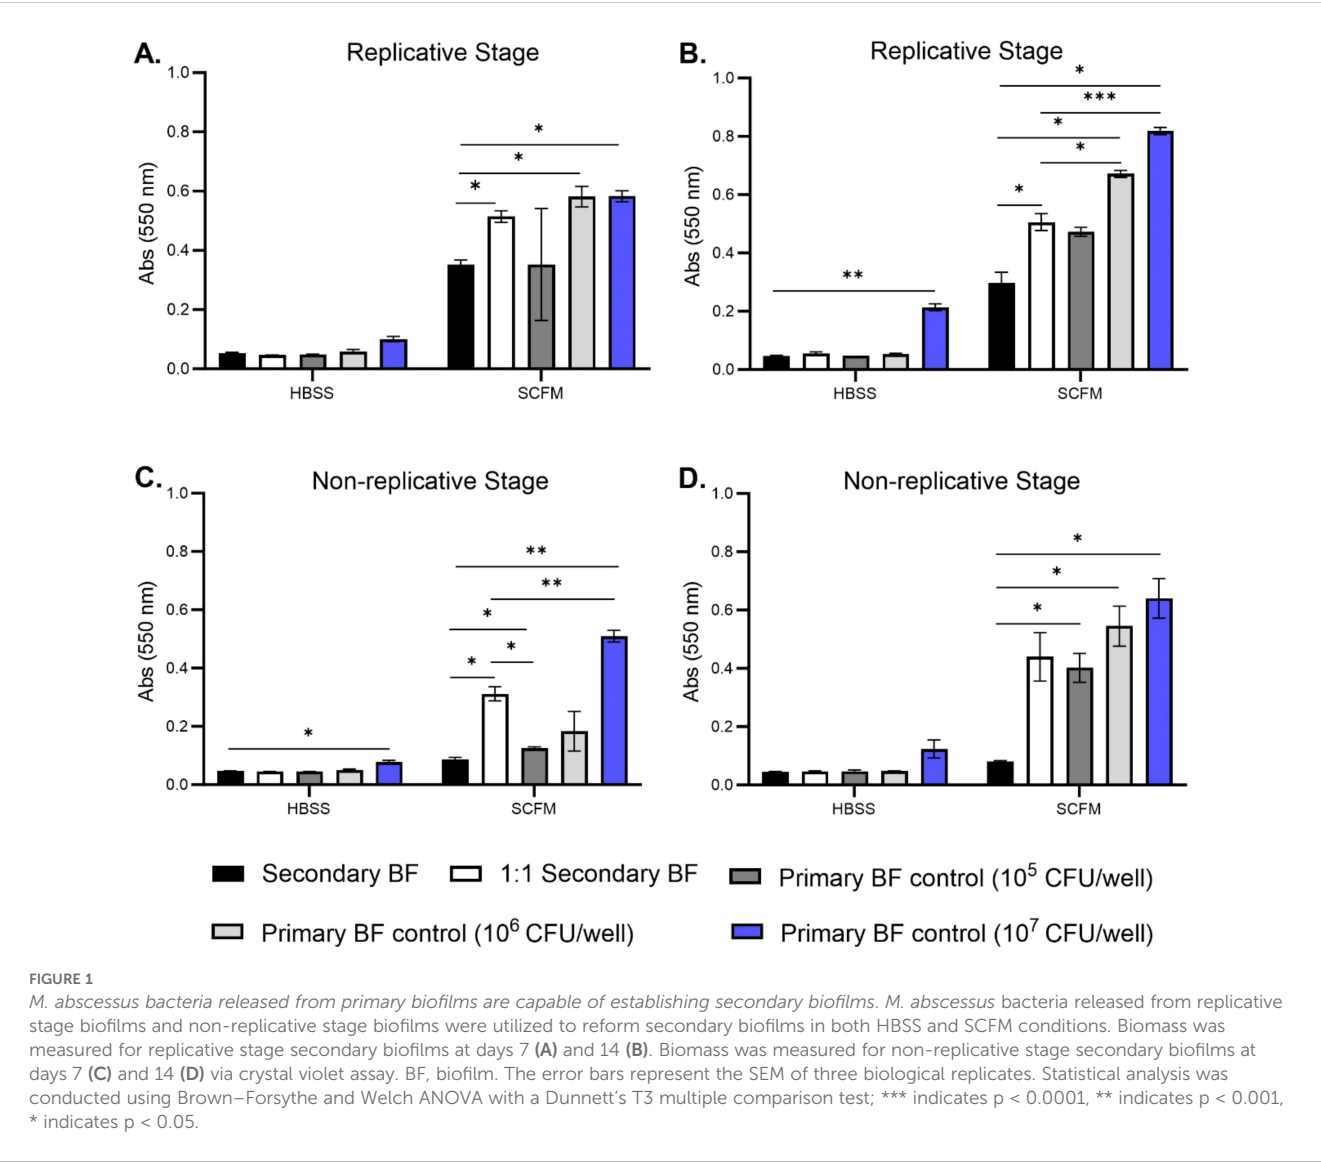 A.
Replicative Stage
1.0
0.8
0.6
0.4
0.2
0.0
Abs (550 nm)
*
*
*
HBSS
SCFM
B.
Replicative Stage
1.0
0.8
0.6
0.4
0.2
0.0
Abs (550 nm)
*
***
*
*
*
**
HBSS
SCFM
C.
Non-replicative Stage
1.0
0.8
0.6
0.4
0.2
0.0
Abs (550 nm)
**
**
*
*
*
*
HBSS
SCFM
D.
Non-replicative Stage
1.0
0.8
0.6
0.4
0.2
0.0
Abs (550 nm)
*
*
*
HBSS
SCFM
Secondary BF
1:1 Secondary BF
Primary BF control (10⁵ CFU/well)
Primary BF control (10⁶ CFU/well)
Primary BF control (10⁷ CFU/well)
FIGURE 1
M. abscessus bacteria released from primary biofilms are capable of establishing secondary biofilms. M. abscessus bacteria released from replicative
stage biofilms and non-replicative stage biofilms were utilized to reform secondary biofilms in both HBSS and SCFM conditions. Biomass was
measured for replicative stage secondary biofilms at days 7 (A) and 14 (B). Biomass was measured for non-replicative stage secondary biofilms at
days 7 (C) and 14 (D) via crystal violet assay. BF, biofilm. The error bars represent the SEM of three biological replicates. Statistical analysis was
conducted using Brown–Forsythe and Welch ANOVA with a Dunnett's T3 multiple comparison test; *** indicates p < 0.0001, ** indicates p < 0.001,
* indicates p < 0.05.